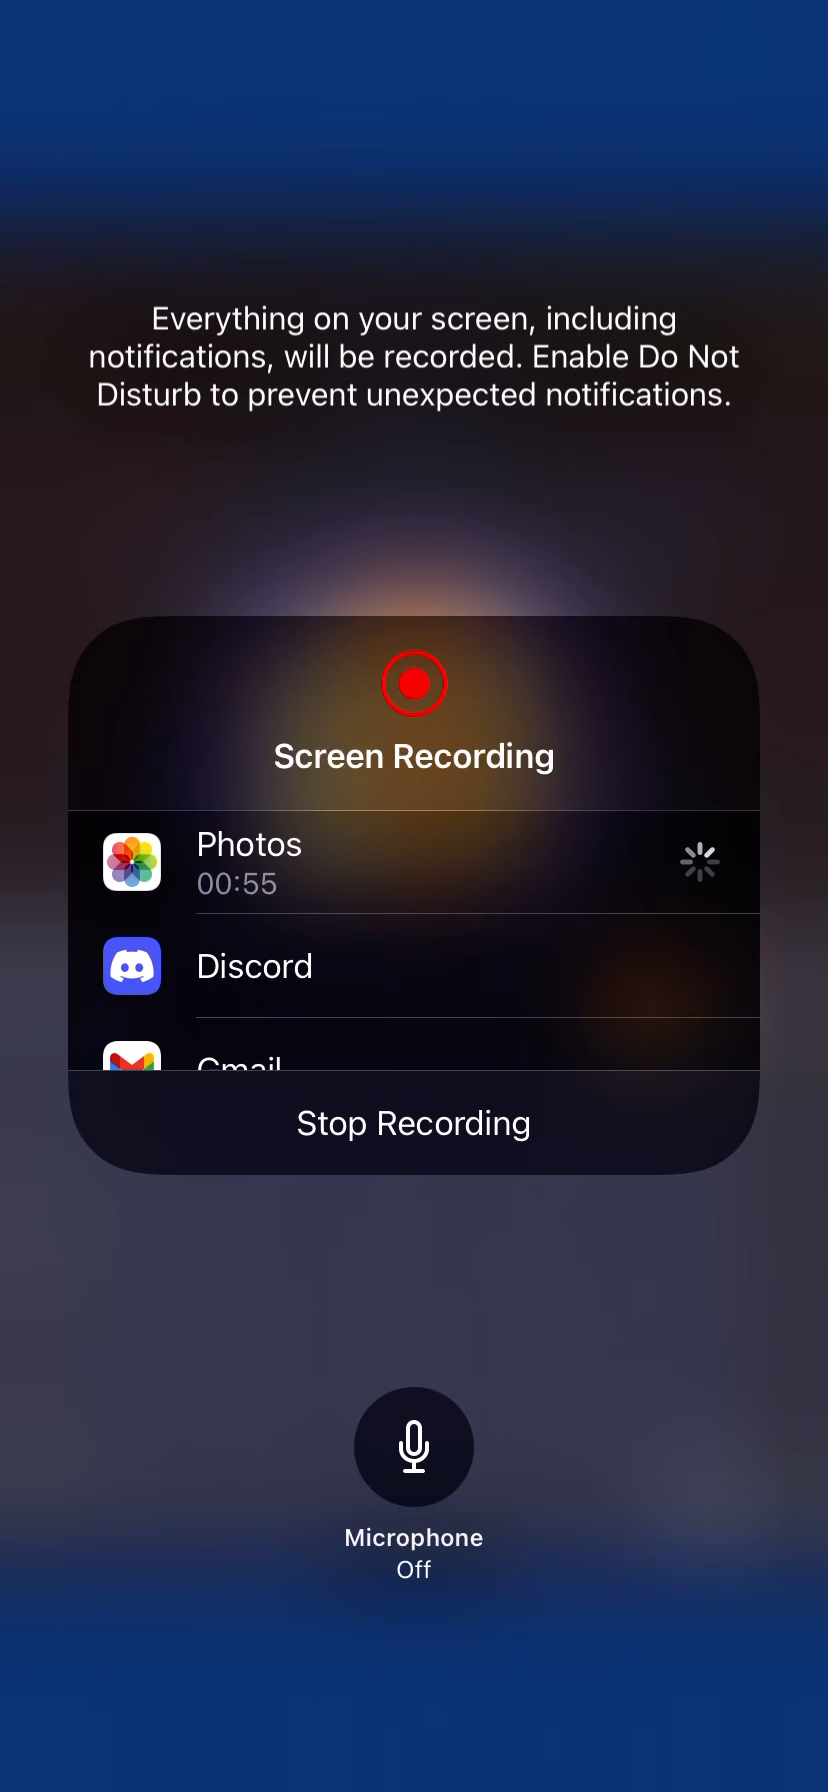 Everything on your screen, including
notifications, will be recorded. Enable Do Not
Disturb to prevent unexpected notifications.
Screen Recording
Photos
00:55
Discord
Gmail
Stop Recording
Microphone
Off